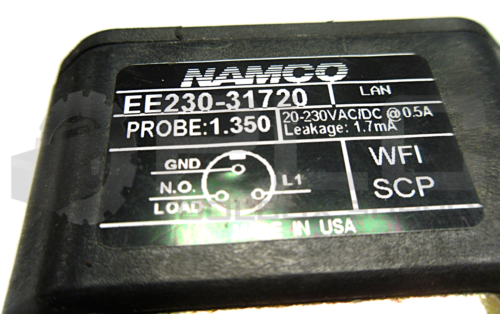 NAMCO
EE230-31720
LAN
PROBE:1.350
20-230VAC/DC @ 0.5A
Leakage: 1.7mA
GND
N.O.
LOAD
L1
WFI
SCP
IN USA